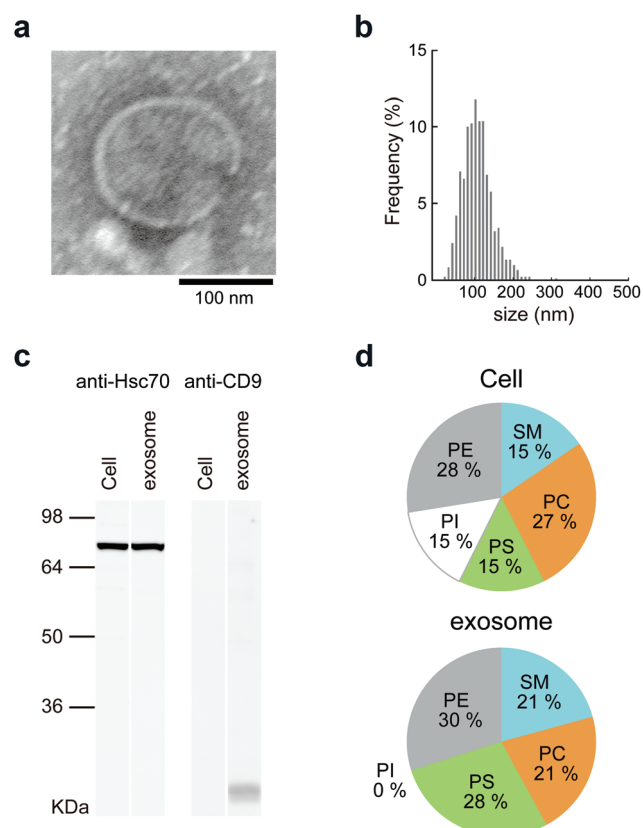 a
100 nm
b
Frequency (%)
15
10
5
0
100 200 300 400 500
size (nm)
c
anti-Hsc70 anti-CD9
Cell exosome Cell exosome
98
64
50
36
KDa
d
Cell
SM
15 %
PC
27 %
PS
15 %
PI
15 %
PE
28 %
exosome
SM
21 %
PC
21 %
PS
28 %
PI
0 %
PE
30 %